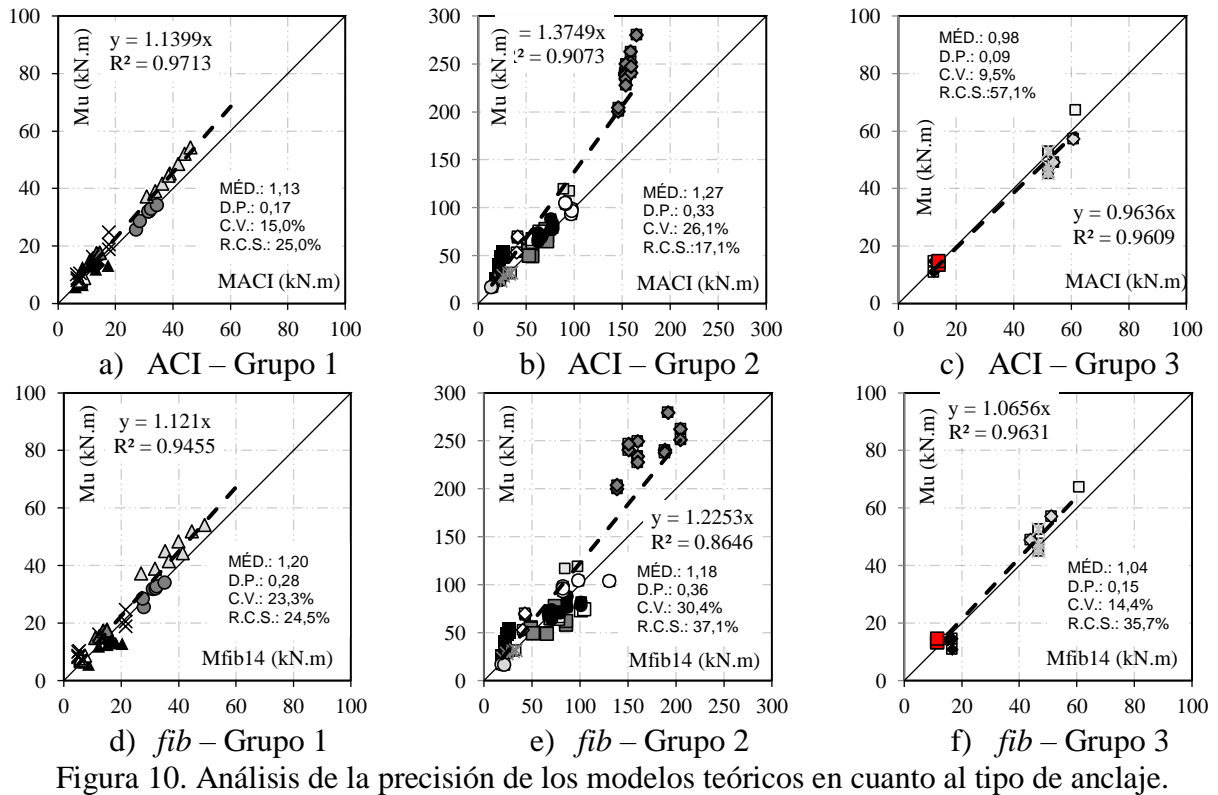 100
80
60
40
20
0
Mu (kN.m)
y = 1.1399x
R² = 0.9713
MÉD.: 1,13
D.P.: 0,17
C.V.: 15,0%
R.C.S.: 25,0%
MACI (kN.m)
0 20 40 60 80 100
a) ACI – Grupo 1
300
250
200
150
100
50
0
Mu (kN.m)
y = 1.3749x
R² = 0.9073
MÉD.: 1,27
D.P.: 0,33
C.V.: 26,1%
R.C.S.:17,1%
MACI (kN.m)
0 50 100 150 200 250 300
b) ACI – Grupo 2
100
80
60
40
20
0
Mu (kN.m)
MÉD.: 0,98
D.P.: 0,09
C.V.: 9,5%
R.C.S.:57,1%
y = 0.9636x
R² = 0.9609
MACI (kN.m)
0 20 40 60 80 100
c) ACI – Grupo 3
100
80
60
40
20
0
Mu (kN.m)
y = 1.121x
R² = 0.9455
MÉD.: 1,20
D.P.: 0,28
C.V.: 23,3%
R.C.S.: 24,5%
Mfib14 (kN.m)
0 20 40 60 80 100
d) fib – Grupo 1
300
250
200
150
100
50
0
Mu (kN.m)
y = 1.2253x
R² = 0.8646
MÉD.: 1,18
D.P.: 0,36
C.V.: 30,4%
R.C.S.: 37,1%
Mfib14 (kN.m)
0 50 100 150 200 250 300
e) fib – Grupo 2
100
80
60
40
20
0
Mu (kN.m)
y = 1.0656x
R² = 0.9631
MÉD.: 1,04
D.P.: 0,15
C.V.: 14,4%
R.C.S.: 35,7%
Mfib14 (kN.m)
0 20 40 60 80 100
f) fib – Grupo 3
Figura 10. Análisis de la precisión de los modelos teóricos en cuanto al tipo de anclaje.